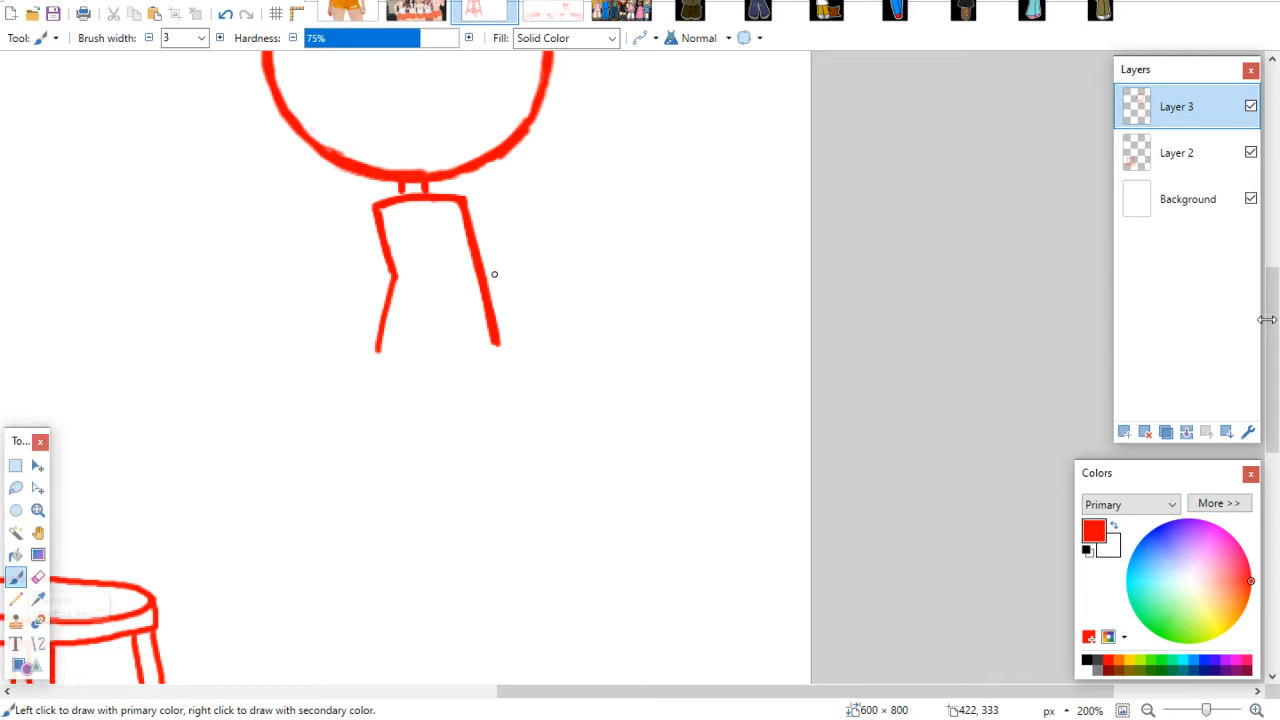 Tool: Brush width: 3 Hardness: 75% Fill: Solid Color Normal
Layers
Layer 3
Layer 2
Background
To...
Colors
Primary More >>
Left click to draw with primary color, right click to draw with secondary color. 600 × 800 422, 333 px 200%